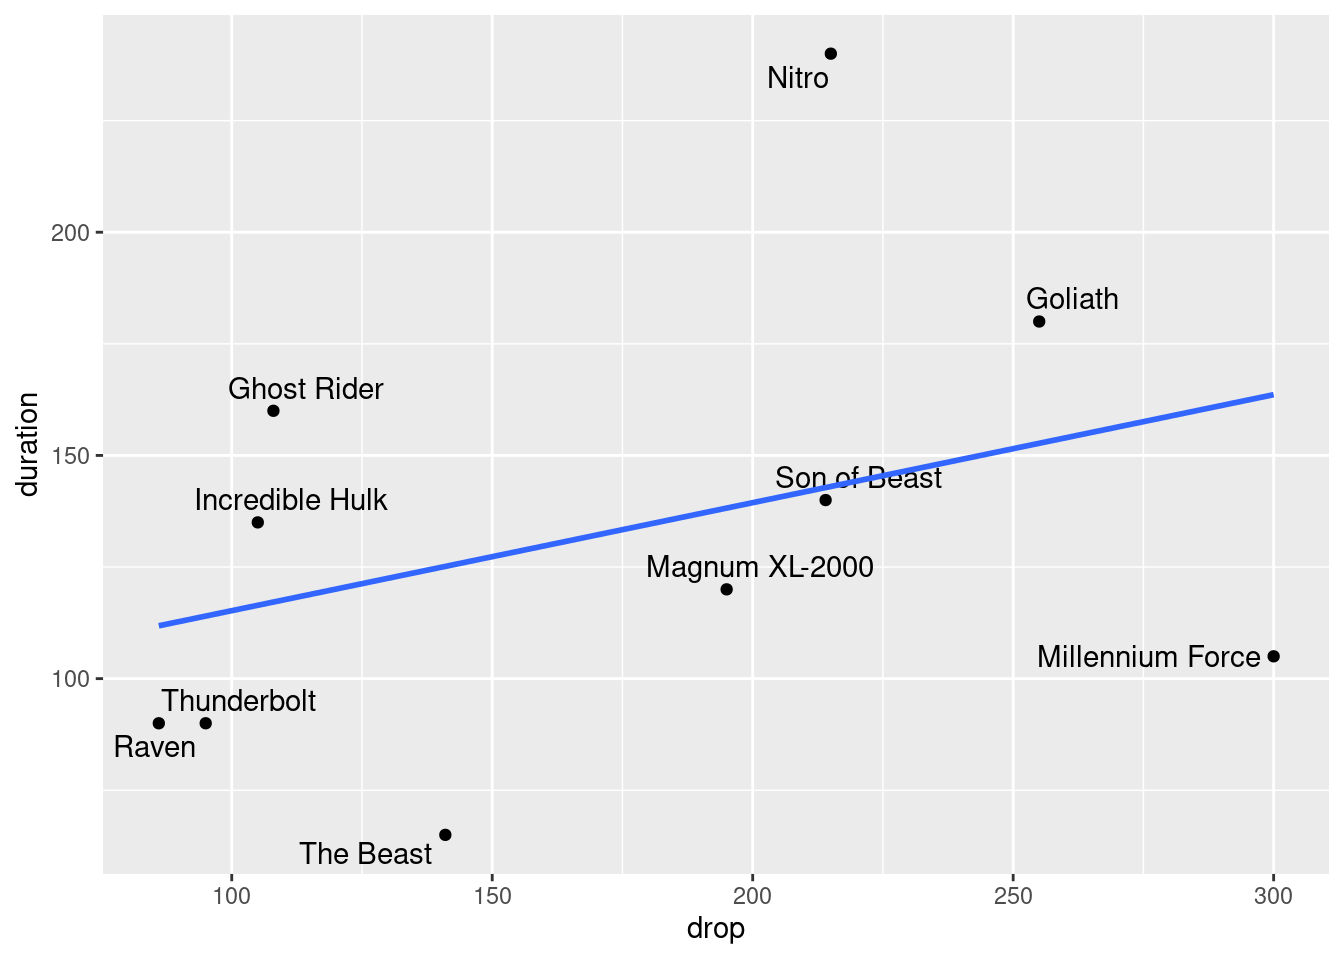 Nitro
Goliath
Ghost Rider
Son of Beast
Incredible Hulk
Magnum XL-2000
Millennium Force
Thunderbolt
Raven
The Beast
200
150
100
duration
100 150 200 250 300
drop